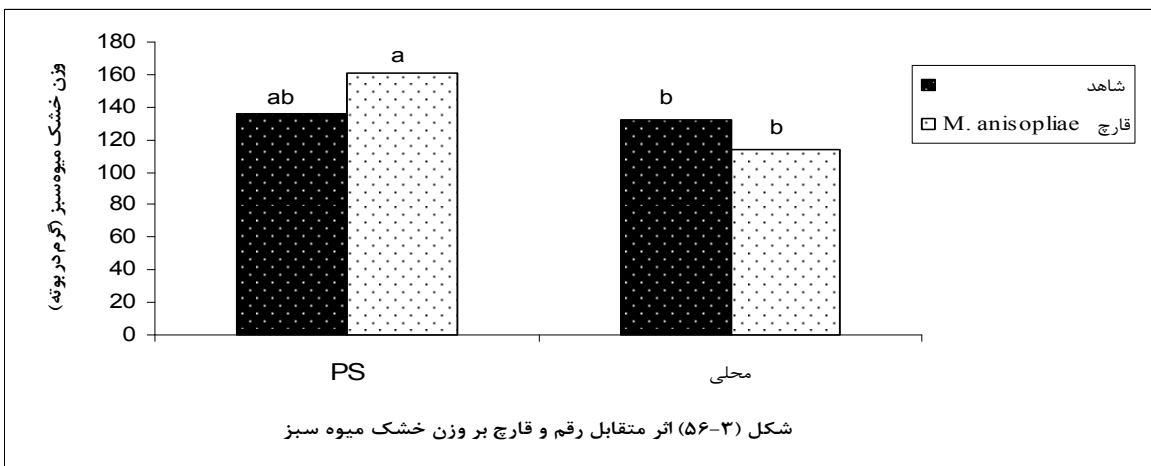 وزن خشک میوه سبز (گرم در بوته)
180
160
140
120
100
80
60
40
20
0
ab
a
b
b
PS
محلی
شاهد
قارچ M. anisopliae
شکل (۳-۵۶) اثر متقابل رقم و قارچ بر وزن خشک میوه سبز